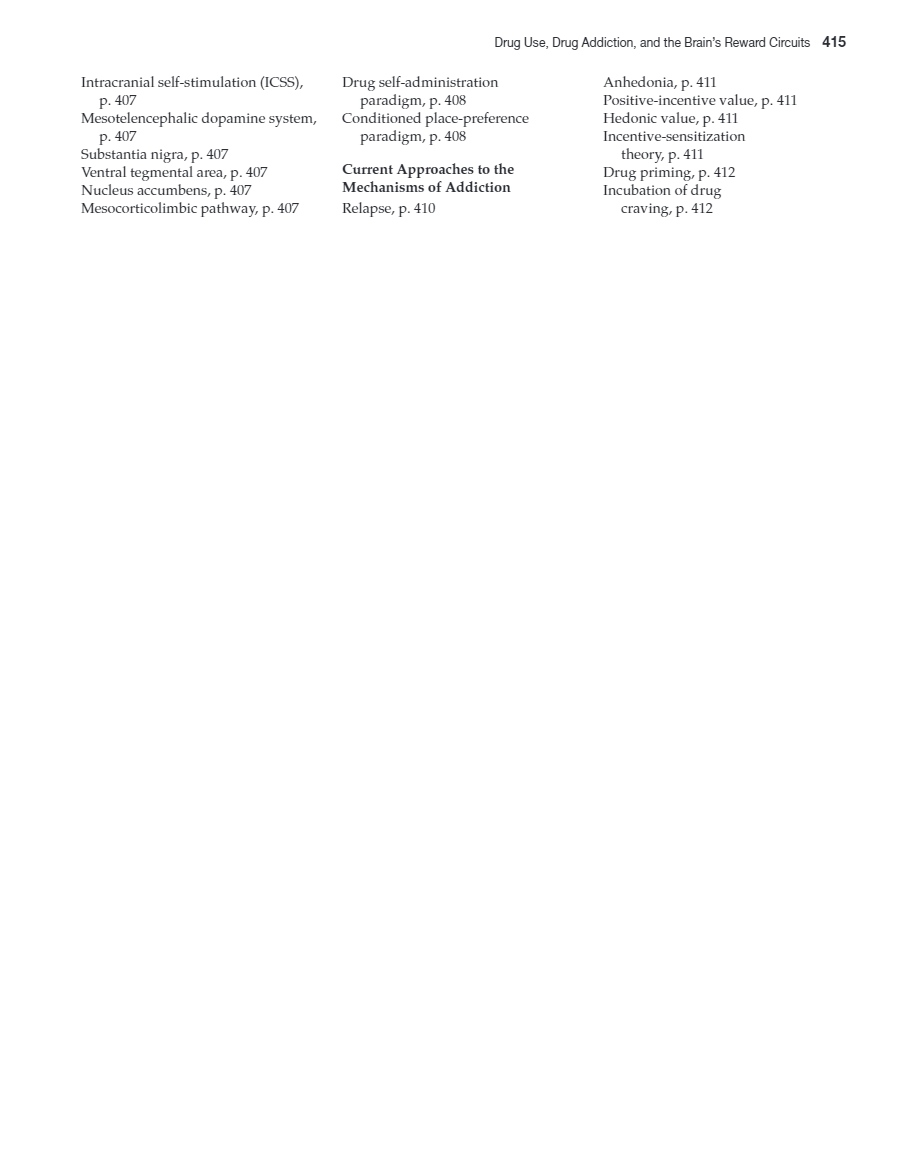 Drug Use, Drug Addiction, and the Brain’s Reward Circuits 415
Intracranial self-stimulation (ICSS),
p. 407
Mesotelencephalic dopamine system,
p. 407
Substantia nigra, p. 407
Ventral tegmental area, p. 407
Nucleus accumbens, p. 407
Mesocorticolimbic pathway, p. 407
Drug self-administration
paradigm, p. 408
Conditioned place-preference
paradigm, p. 408
Current Approaches to the
Mechanisms of Addiction
Relapse, p. 410
Anhedonia, p. 411
Positive-incentive value, p. 411
Hedonic value, p. 411
Incentive-sensitization
theory, p. 411
Drug priming, p. 412
Incubation of drug
craving, p. 412